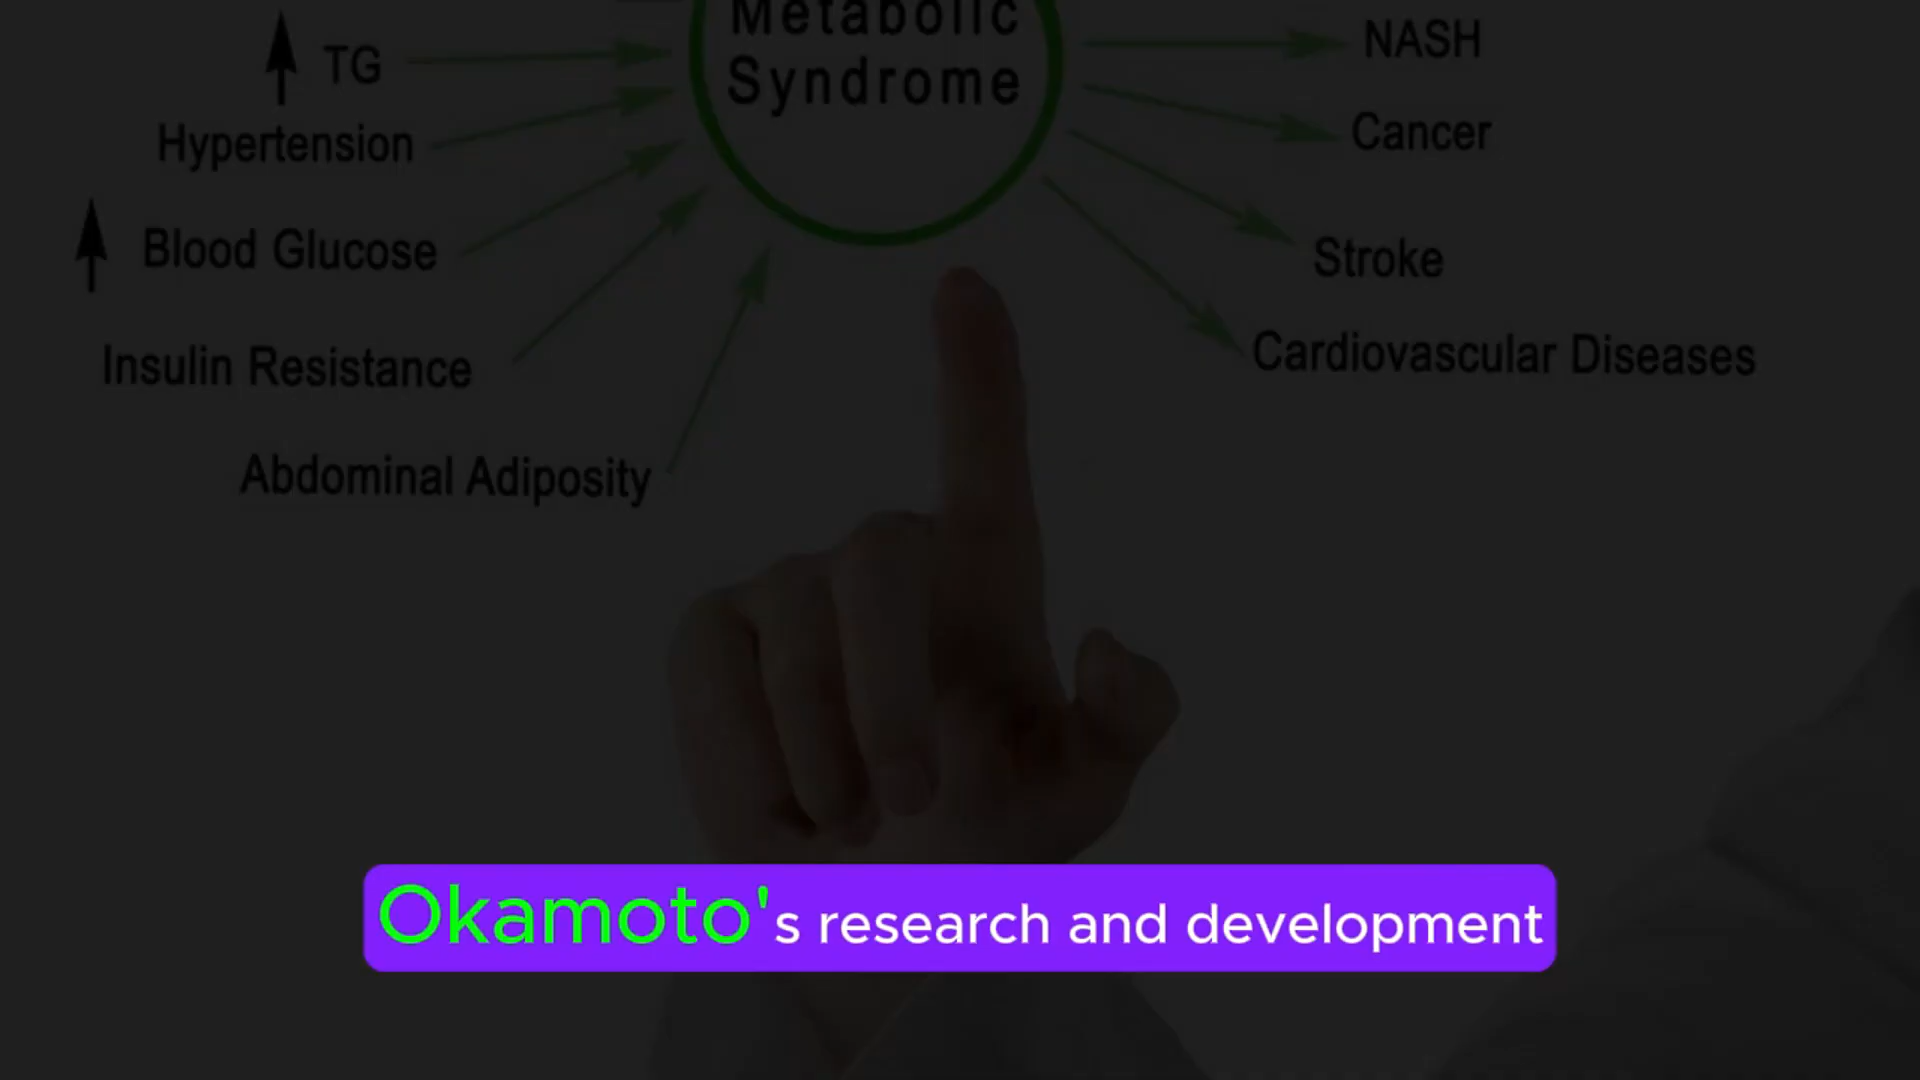 Metabolic
Syndrome
TG
Hypertension
Blood Glucose
Insulin Resistance
Abdominal Adiposity
NASH
Cancer
Stroke
Cardiovascular Diseases
Okamoto's research and development